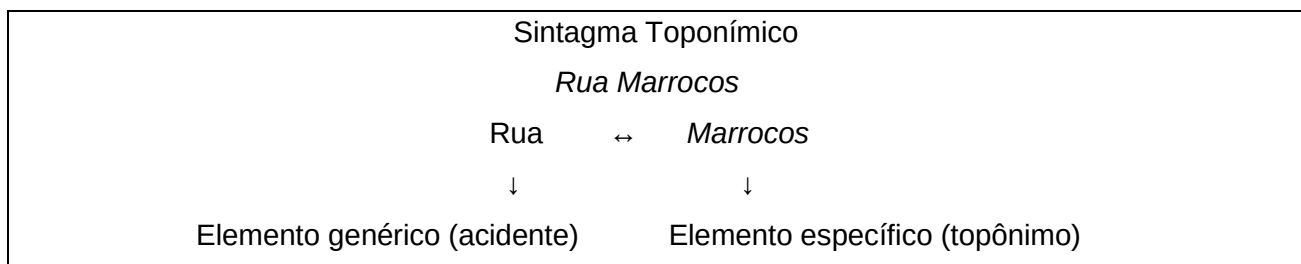 Sintagma Toponímico
Rua Marrocos
Rua ↔ Marrocos
↓ ↓
Elemento genérico (acidente) Elemento específico (topônimo)